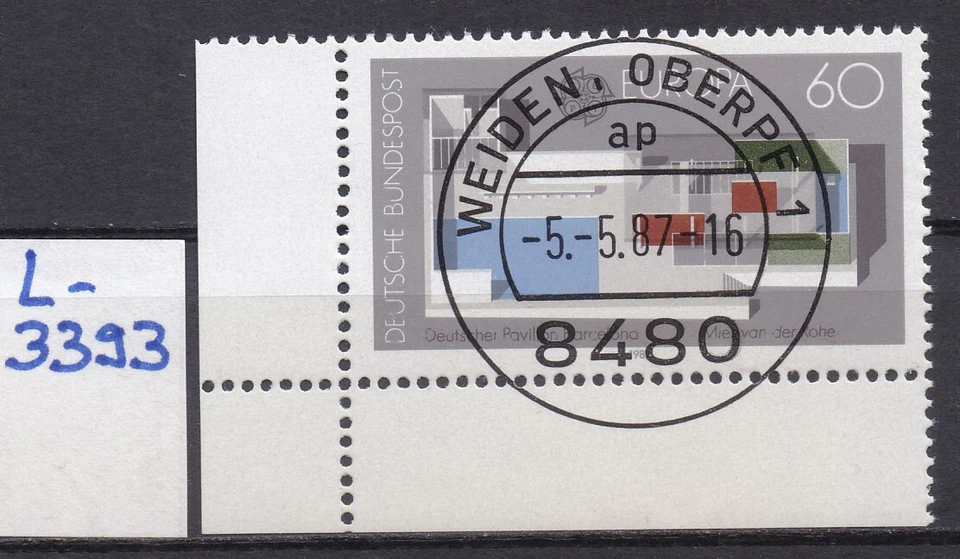 L-
3393
DEUTSCHE BUNDESPOST
EUROPA
60
Deutscher Pavillon Barcelona
Mies van der Rohe
WEIDEN, OBERPF 1
ap
-5.-5.87-16
8480